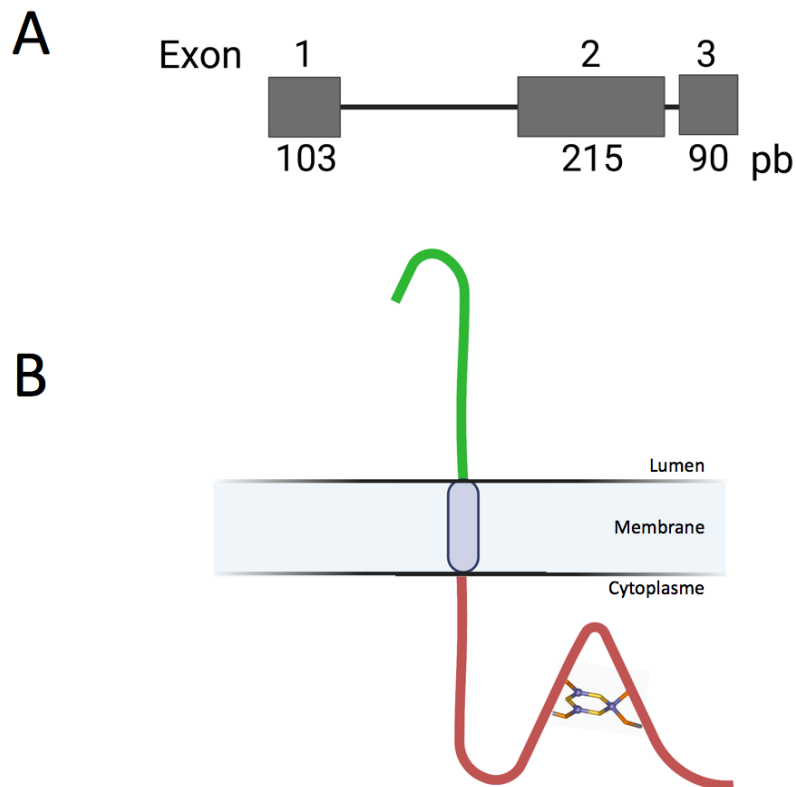 A
Exon 1 2 3
103 215 90 pb
B
Lumen
Membrane
Cytoplasme